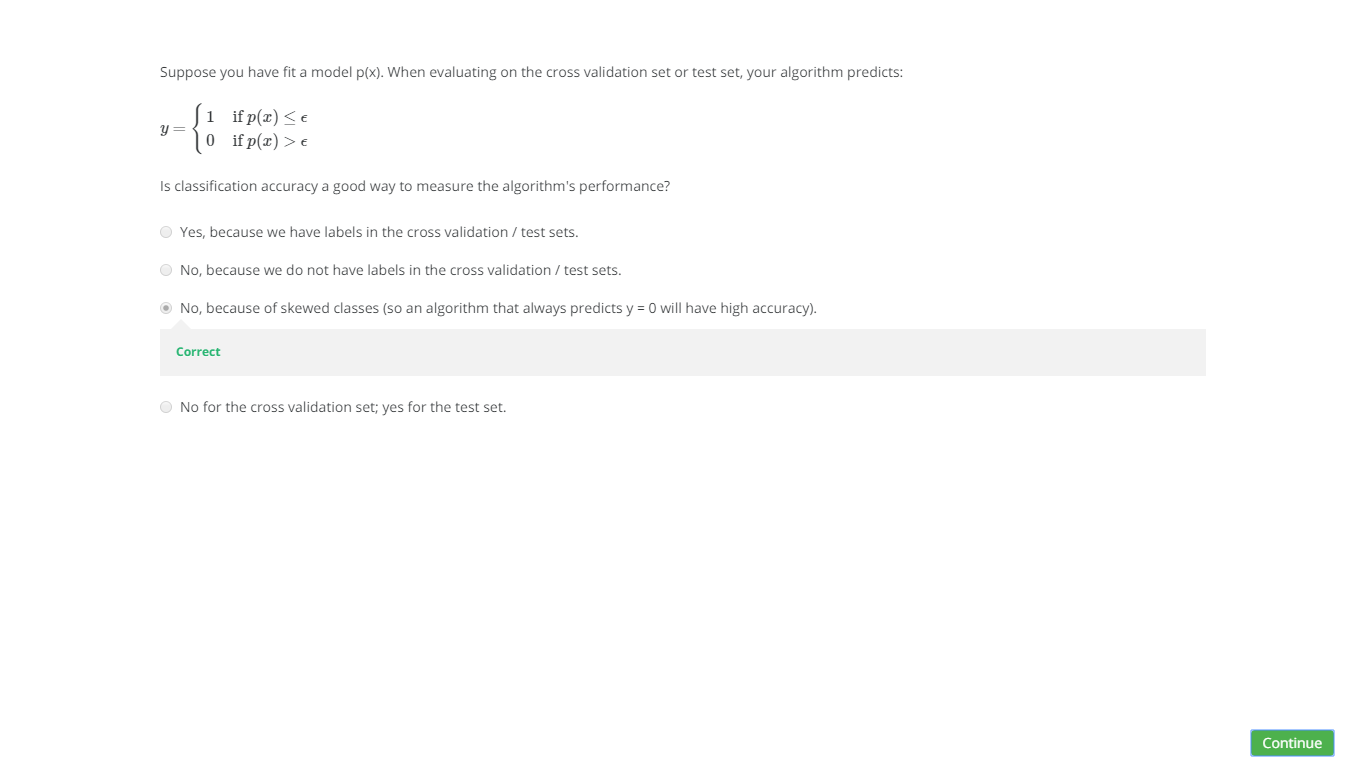 Suppose you have fit a model p(x). When evaluating on the cross validation set or test set, your algorithm predicts:
y = { 1 if p(x) ≤ ϵ
0 if p(x) > ϵ
Is classification accuracy a good way to measure the algorithm's performance?
Yes, because we have labels in the cross validation / test sets.
No, because we do not have labels in the cross validation / test sets.
No, because of skewed classes (so an algorithm that always predicts y = 0 will have high accuracy).
Correct
No for the cross validation set; yes for the test set.
Continue